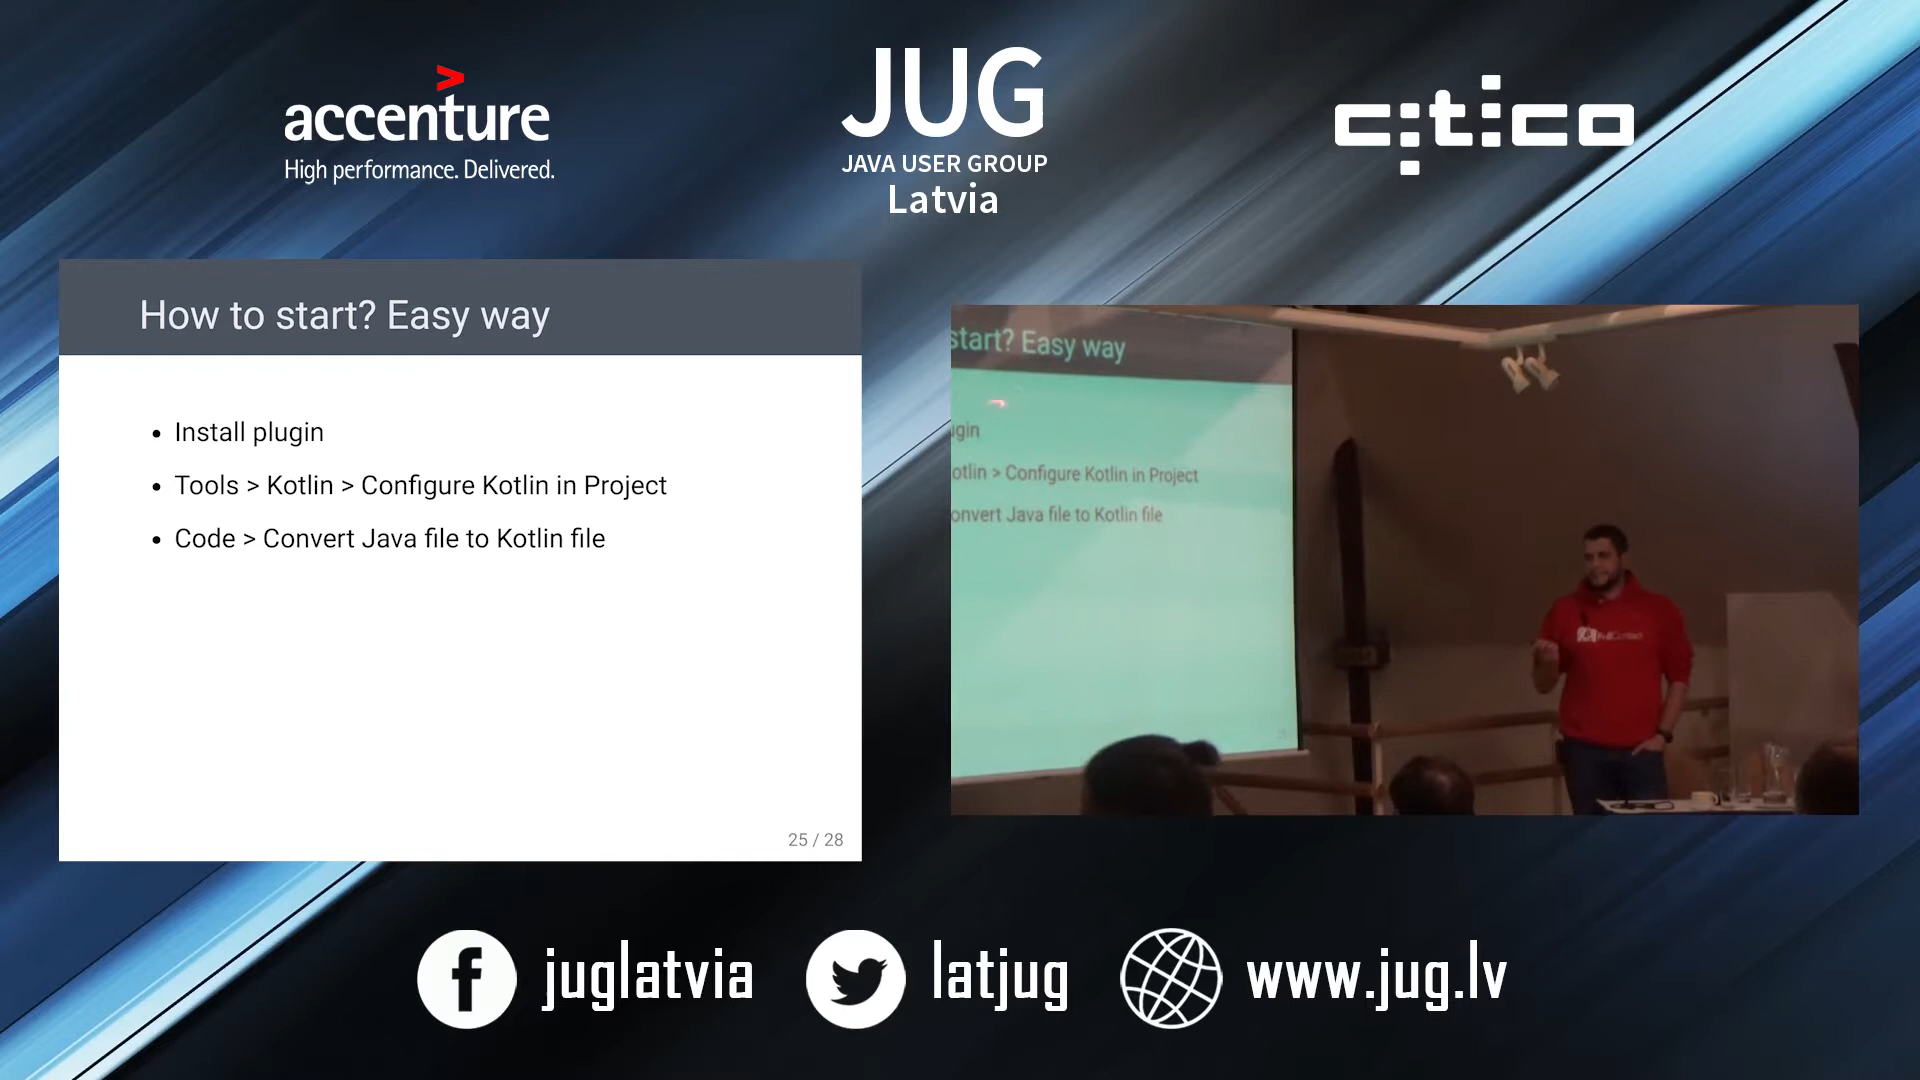 accenture
High performance. Delivered.
JUG
JAVA USER GROUP
Latvia
citico
How to start? Easy way
• Install plugin
• Tools > Kotlin > Configure Kotlin in Project
• Code > Convert Java file to Kotlin file
25 / 28
start? Easy way
ugin
otlin > Configure Kotlin in Project
onvert Java file to Kotlin file
FullContact
juglatvia
latjug
www.jug.lv